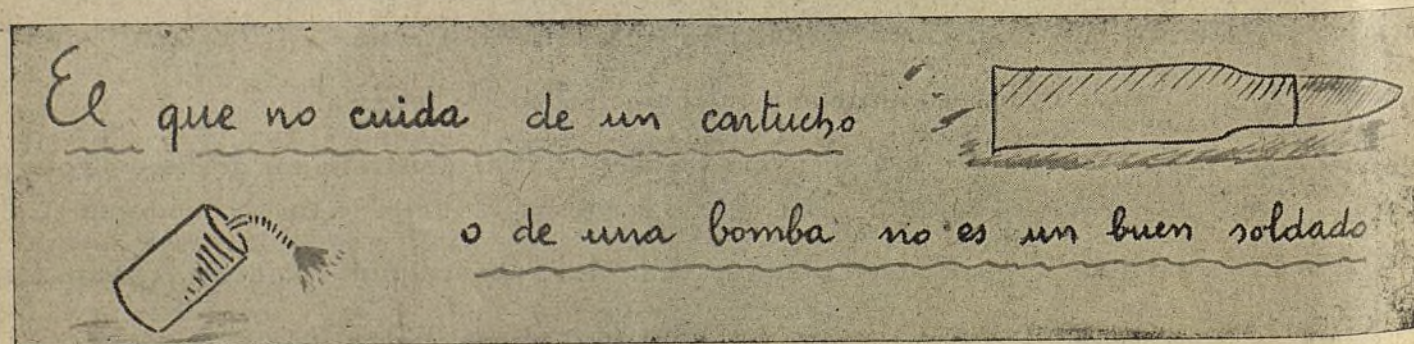 El que no cuida de un cartucho
o de una bomba no es un buen soldado